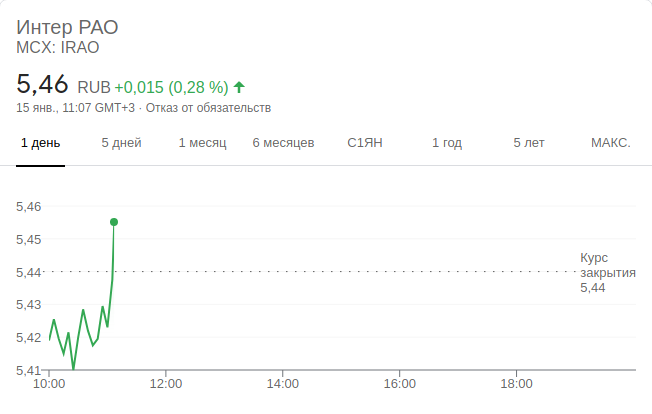 Интер РАО
MCX: IRAO
5,46 RUB +0,015 (0,28 %)
15 янв., 11:07 GMT+3 · Отказ от обязательств
1 день 5 дней 1 месяц 6 месяцев С1ЯН 1 год 5 лет МАКС.
5,46
5,45
5,44
Курс
закрытия
5,44
5,43
5,42
5,41
10:00 12:00 14:00 16:00 18:00